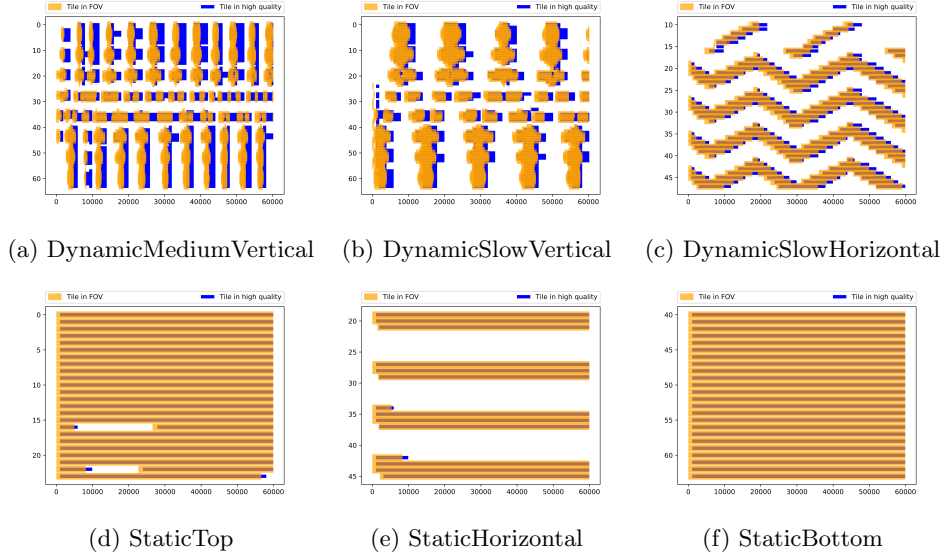 Tile in FOV Tile in high quality Tile in FOV Tile in high quality Tile in FOV Tile in high quality
0 0 10
10 10 15
20 20 20
30 30 25
40 40 30
50 50 35
60 60 40
45
0 10000 20000 30000 40000 50000 60000 0 10000 20000 30000 40000 50000 60000 0 10000 20000 30000 40000 50000 60000
(a) DynamicMediumVertical (b) DynamicSlowVertical (c) DynamicSlowHorizontal
Tile in FOV Tile in high quality Tile in FOV Tile in high quality Tile in FOV Tile in high quality
0 20 40
5 25 45
10 30 50
15 35 55
20 40 60
45
0 10000 20000 30000 40000 50000 60000 0 10000 20000 30000 40000 50000 60000 0 10000 20000 30000 40000 50000 60000
(d) StaticTop (e) StaticHorizontal (f) StaticBottom